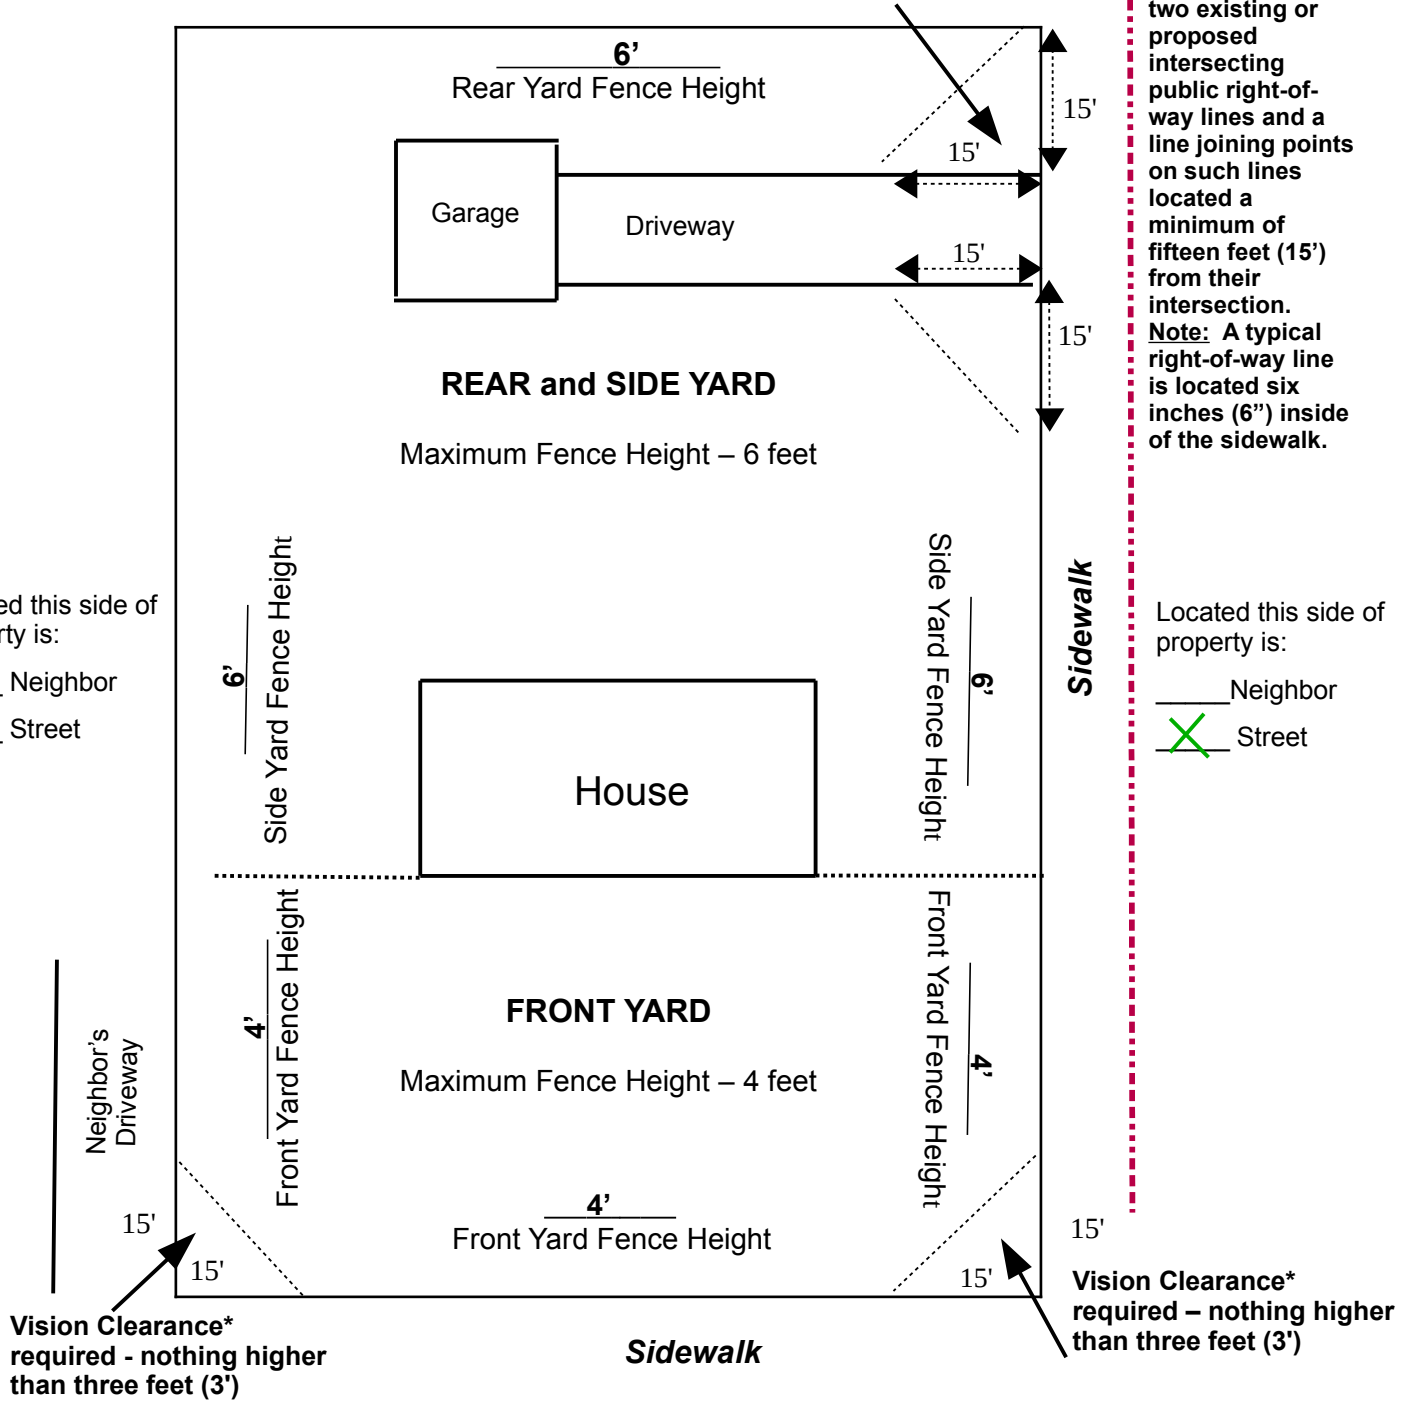 two existing or
proposed
intersecting
public right-of-
way lines and a
line joining points
on such lines
located a
minimum of
fifteen feet (15’)
from their
intersection.
Note: A typical
right-of-way line
is located six
inches (6”) inside
of the sidewalk.
6’
Rear Yard Fence Height
15'
15'
Garage
Driveway
15'
15'
REAR and SIDE YARD
Maximum Fence Height – 6 feet
this side of
is:
Neighbor
Street
6’
Side Yard Fence Height
Side Yard Fence Height
6’
Sidewalk
Located this side of
property is:
______Neighbor
______ Street
House
4’
Front Yard Fence Height
Front Yard Fence Height
4’
FRONT YARD
Maximum Fence Height – 4 feet
Neighbor’s
Driveway
4’
Front Yard Fence Height
15'
15'
15'
15'
Vision Clearance*
required - nothing higher
than three feet (3')
Sidewalk
Vision Clearance*
required – nothing higher
than three feet (3')